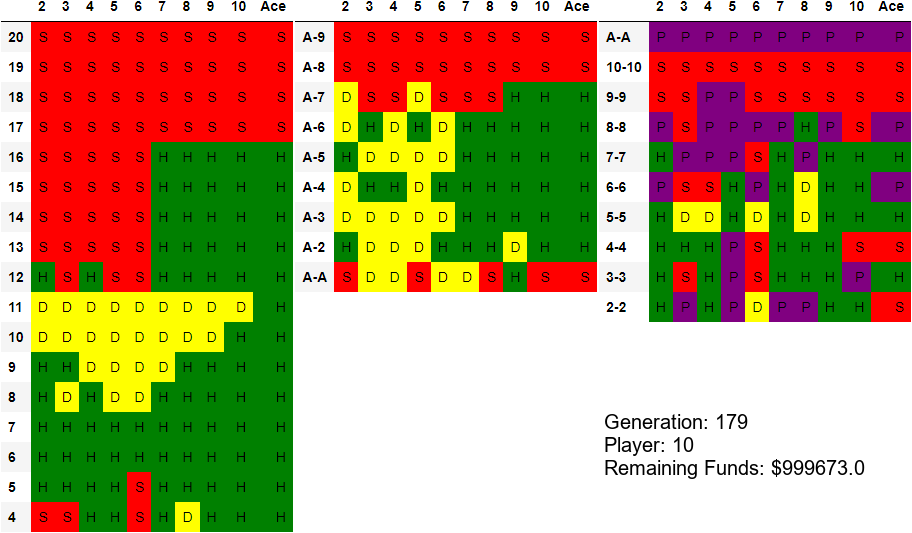 2 3 4 5 6 7 8 9 10 Ace 2 3 4 5 6 7 8 9 10 Ace 2 3 4 5 6 7 8 9 10 Ace
20 S S S S S S S S S S A-9 S S S S S S S S S S A-A P P P P P P P P P P
19 S S S S S S S S S S A-8 S S S S S S S S S S 10-10 S S S S S S S S S S
18 S S S S S S S S S S A-7 D S S D S S S H H H 9-9 S S P P S S S S S S
17 S S S S S S S S S S A-6 D H D H D H H H H H 8-8 P S P P P P H P S P
16 S S S S S H H H H H A-5 H D D D D H H H H H 7-7 H P P P S H P H H H
15 S S S S S H H H H H A-4 D H H D H H H H H H 6-6 P S S H P H D H H P
14 S S S S S H H H H H A-3 D D D D D H H H H H 5-5 H D D H D H D H H H
13 S S S S S H H H H H A-2 H D D D H H H D H H 4-4 H H H P S H H H S S
12 H S H S S H H H H H A-A S D D S D D S H S S 3-3 H S H P S H H H P H
11 D D D D D D D D D H 2-2 H P H P D P P H H S
10 D D D D D D D D H H
9 H H D D D D H H H H
8 H D H D D H H H H H
7 H H H H H H H H H H
6 H H H H H H H H H H
5 H H H H S H H H H H
4 S S H H S H D H H H
Generation: 179
Player: 10
Remaining Funds: $999673.0